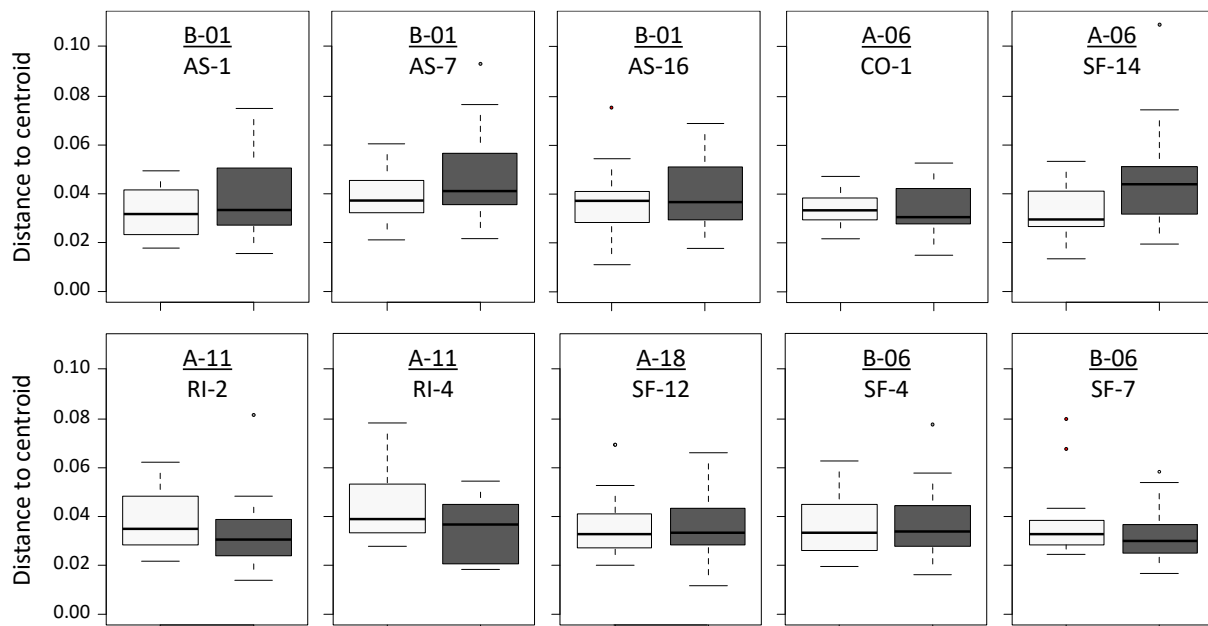 Distance to centroid
0.10
0.08
0.06
0.04
0.02
0.00
B-01
AS-1
B-01
AS-7
B-01
AS-16
A-06
CO-1
A-06
SF-14
Distance to centroid
0.10
0.08
0.06
0.04
0.02
0.00
A-11
RI-2
A-11
RI-4
A-18
SF-12
B-06
SF-4
B-06
SF-7